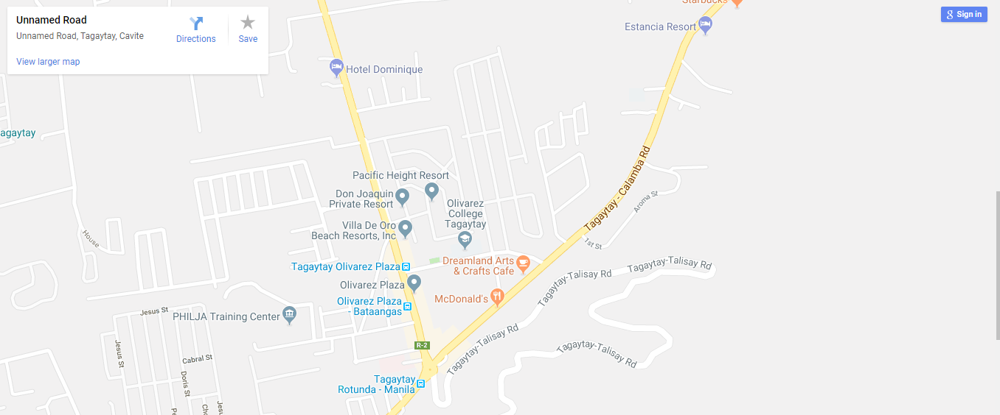 Unnamed Road
Unnamed Road, Tagaytay, Cavite
Directions
Save
View larger map
Starbucks
Sign in
Estancia Resort
Hotel Dominique
agaytay
Tagaytay - Calamba Rd
Pacific Height Resort
Don Joaquin
Private Resort
Olivarez
College
Tagaytay
Aroma St
Villa De Oro
Beach Resorts, Inc
House
1st St
Tagaytay Olivarez Plaza
Dreamland Arts
& Crafts Cafe
Tagaytay-Talisay Rd
Tagaytay-Talisay Rd
Olivarez Plaza
McDonald's
Olivarez Plaza
- Bataangas
Jesus St
PHILJA Training Center
R-2
Tagaytay-Talisay Rd
Tagaytay-Talisay Rd
Jesus St
Cabral St
Doris St
Tagaytay
Rotunda - Manila
Jes
Pe
Cho